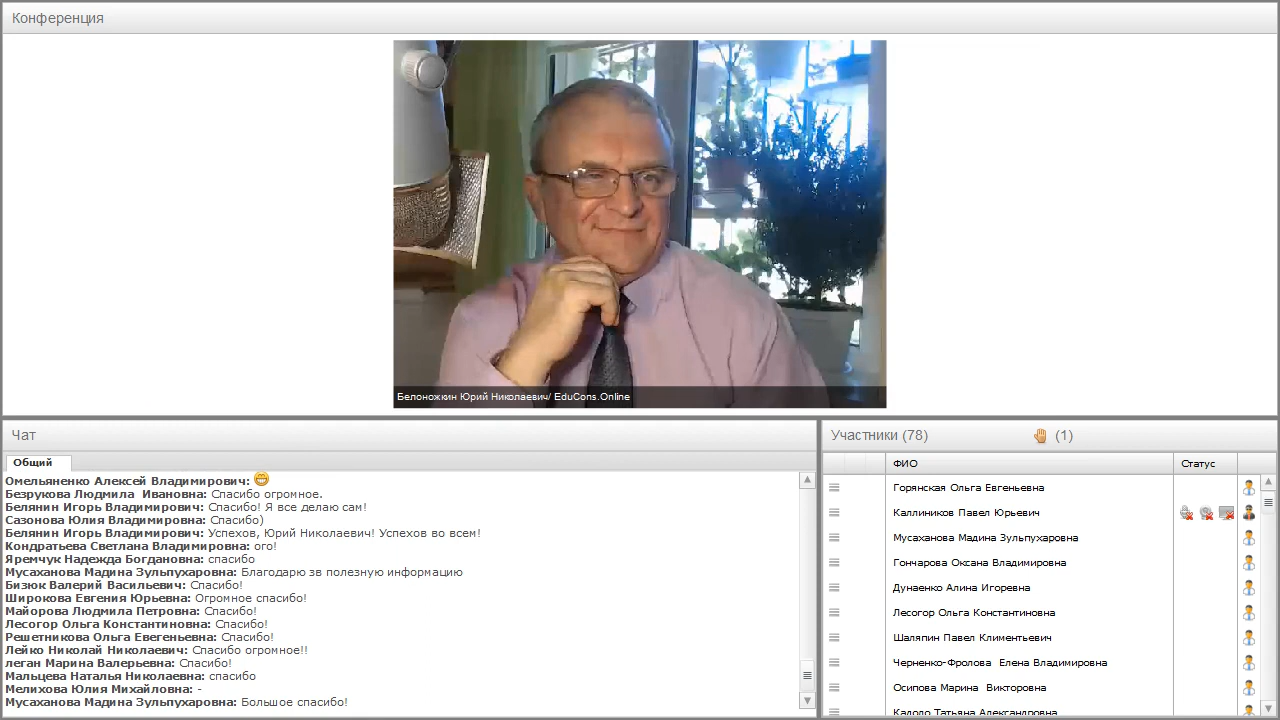 Конференция
Белоножкин Юрий Николаевич/ EduCons.Online
Чат
Общий
Омельяненко Алексей Владимирович:
Безрукова Людмила Ивановна: Спасибо огромное.
Белянин Игорь Владимирович: Спасибо! Я все делаю сам!
Сазонова Юлия Владимировна: Спасибо)
Белянин Игорь Владимирович: Успехов, Юрий Николаевич! Успехов во всем!
Кондратьева Светлана Владимировна: ого!
Яремчук Надежда Богдановна: спасибо
Мусаханова Мадина Зульпухаровна: Благодарю зв полезную информацию
Бизюк Валерий Васильевич: Спасибо!
Широкова Евгения Юрьевна: Огромное спасибо!
Майорова Людмила Петровна: Спасибо!
Лесогор Ольга Константиновна: Спасибо!
Решетникова Ольга Евегеньевна: Спасибо!
Лейко Николай Николаевич: Спасибо огромное!!
леган Марина Валерьевна: Спасибо!
Мальцева Наталья Николаевна: спасибо
Мелихова Юлия Михайловна: -
Мусаханова Мадина Зульпухаровна: Большое спасибо!
Участники (78) (1)
ФИО Статус
Горянская Ольга Евгеньевна
Каллиников Павел Юрьевич
Мусаханова Мадина Зульпухаровна
Гончарова Оксана Владимировна
Дунаенко Алина Игоревна
Лесогор Ольга Константиновна
Шаляпин Павел Климентьевич
Черненко-Фролова Елена Владимировна
Осипова Марина Викторовна
Татьяна Александровна